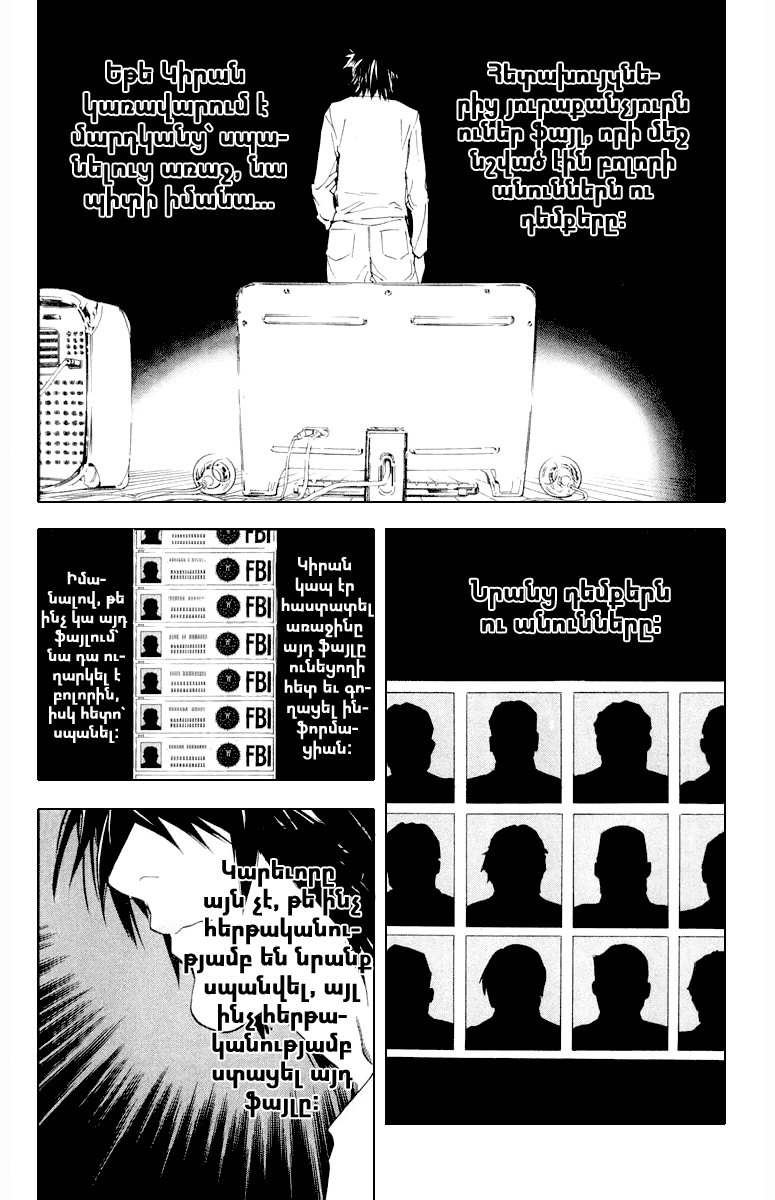 Հետախույզնե-
րից յուրաքանչյուրն
ուներ ֆայլ, որի մեջ
նշված էին բոլորի
անուններն ու
դեմքերը:
Եթե Կիրան
կառավարում է
մարդկանց՝ սպա-
նելուց առաջ, նա
պիտի իմանա...
Նրանց դեմքերն
ու անունները:
Կիրան
կապ էր
հաստատել
առաջինը
այդ ֆայլը
ունեցողի
հետ եւ գո-
ղացել ին-
ֆորմա-
ցիան:
FBI
FBI
FBI
FBI
FBI
FBI
Իմա-
նալով, թե
ինչ կա այդ
ֆայլում՝
նա դա ու-
ղարկել է
բոլորին,
իսկ հետո՝
սպանել:
Կարեւորը
այն չէ, թե ինչ
հերթականու-
թյամբ են նրանք
սպանվել, այլ
ինչ հերթա-
կանությամբ
ստացել այդ
ֆայլը: